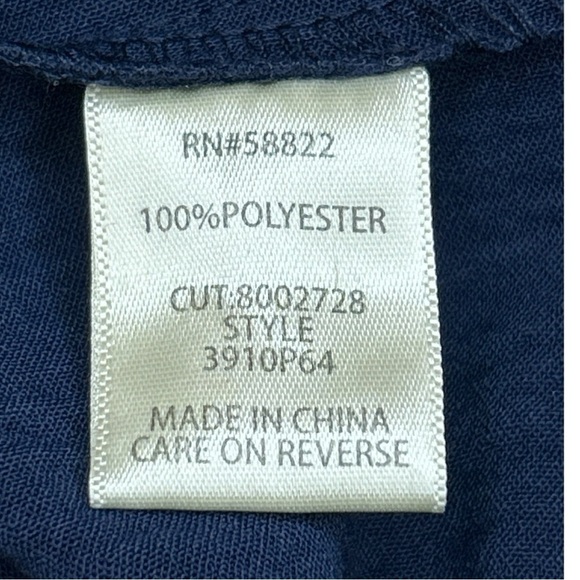 RN#58822
100%POLYESTER
CUT:8002728
STYLE
3910P64
MADE IN CHINA
CARE ON REVERSE